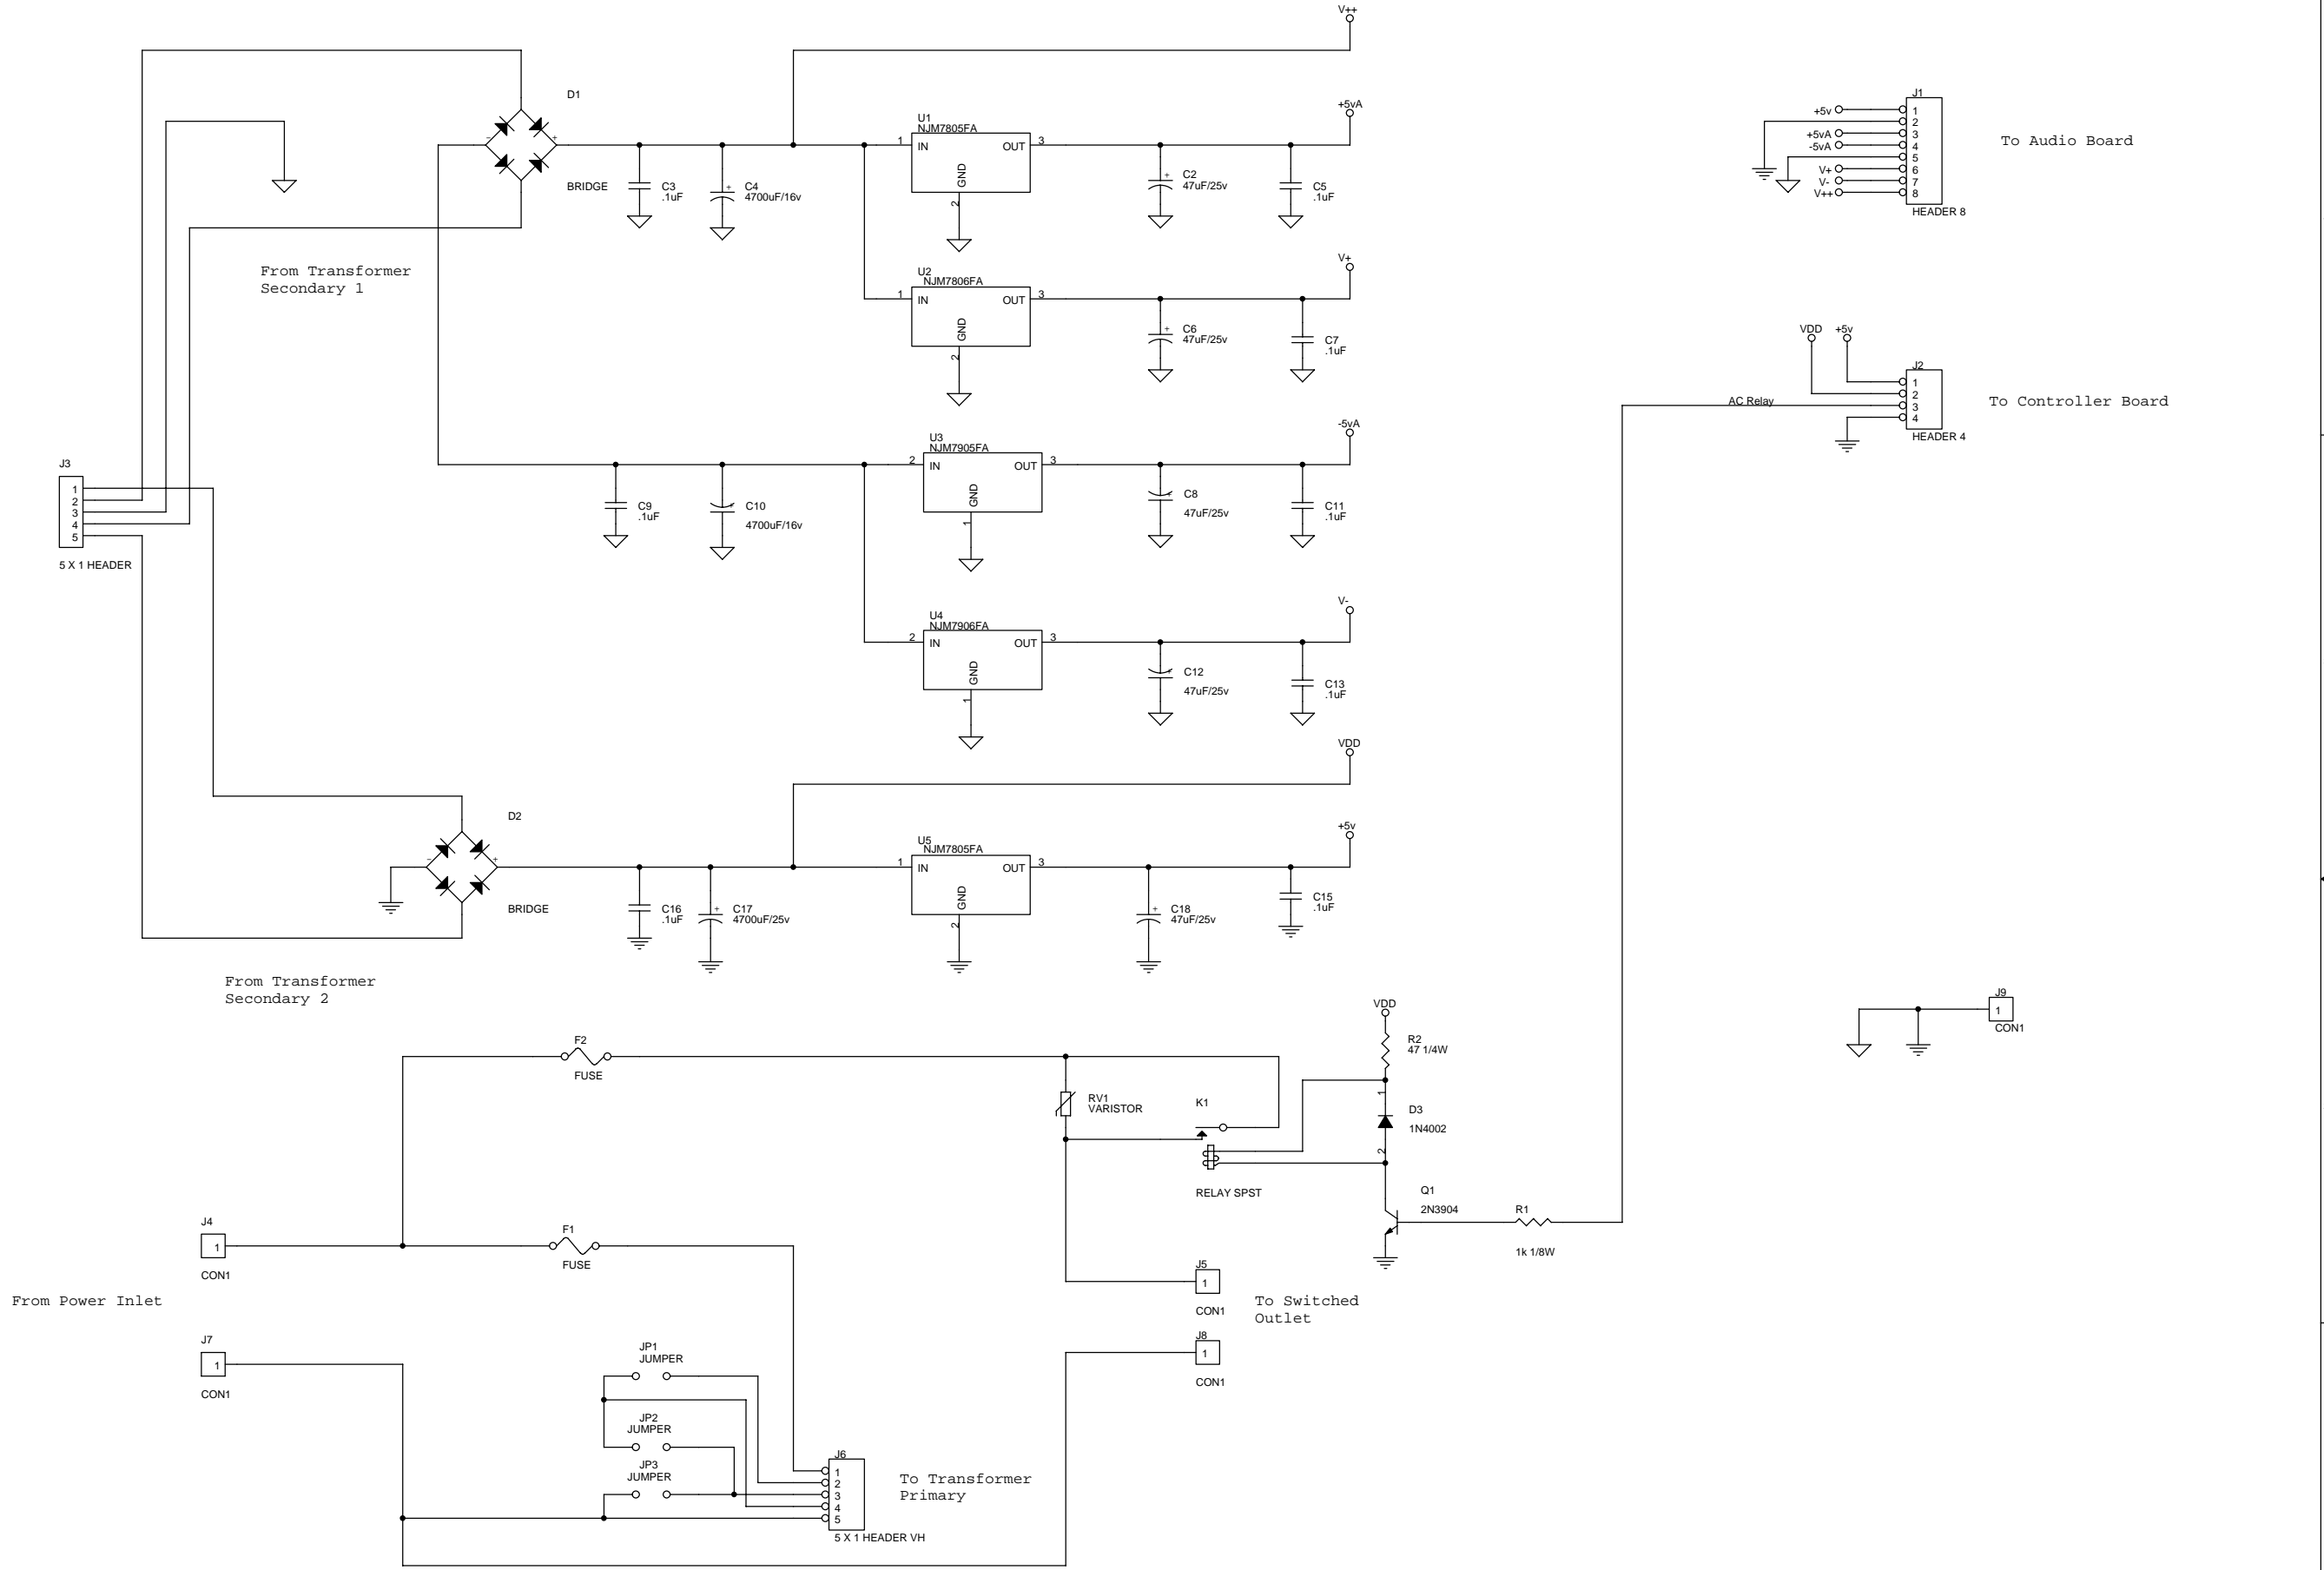 V++
D1
BRIDGE
-
+
C3
.1uF
+
C4
4700uF/16v
U1
NJM7805FA
1
IN
OUT
3
GND
2
+5vA
+
C2
47uF/25v
C5
.1uF
From Transformer
Secondary 1
U2
NJM7806FA
1
IN
OUT
3
GND
2
V+
+
C6
47uF/25v
C7
.1uF
J1
+5v
1
2
+5vA
3
-5vA
4
5
V+
6
V-
7
V++
8
HEADER 8
To Audio Board
VDD
+5v
J2
1
2
AC Relay
3
4
HEADER 4
To Controller Board
J3
1
2
3
4
5
5 X 1 HEADER
C9
.1uF
+
C10
4700uF/16v
U3
NJM7905FA
2
IN
OUT
3
GND
1
-5vA
+
C8
47uF/25v
C11
.1uF
U4
NJM7906FA
2
IN
OUT
3
GND
1
V-
+
C12
47uF/25v
C13
.1uF
VDD
D2
BRIDGE
-
+
C16
.1uF
+
C17
4700uF/25v
U5
NJM7805FA
1
IN
OUT
3
GND
2
+5v
+
C18
47uF/25v
C15
.1uF
From Transformer
Secondary 2
J9
1
CON1
F2
FUSE
RV1
VARISTOR
K1
RELAY SPST
VDD
R2
47 1/4W
1
D3
1N4002
2
Q1
2N3904
R1
1k 1/8W
J4
1
CON1
F1
FUSE
From Power Inlet
J5
1
CON1
To Switched
Outlet
J7
1
CON1
J8
1
CON1
JP1
JUMPER
JP2
JUMPER
JP3
JUMPER
J6
1
2
3
4
5
5 X 1 HEADER VH
To Transformer
Primary